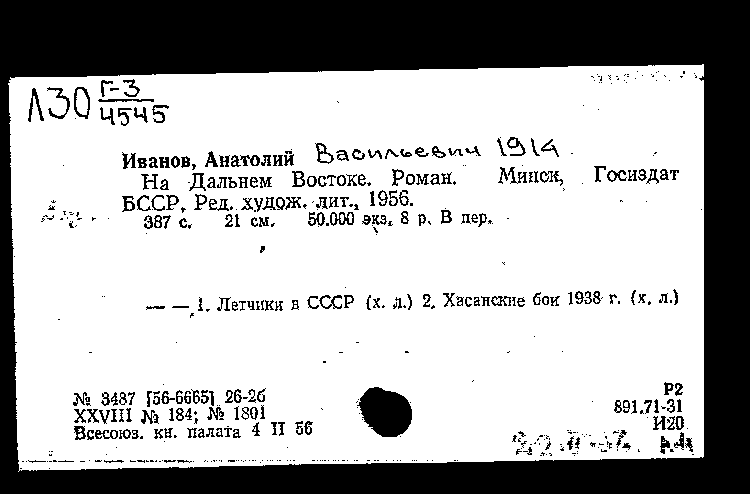 Л30 Г-3
4545
Иванов, Анатолий Васильевич 1914
На Дальнем Востоке. Роман. Минск, Госиздат
БССР, Ред. худож. лит., 1956.
387 с. 21 см. 50.000 экз. 8 р. В пер.
— — 1. Летчики в СССР (х. л.) 2. Хасанские бои 1938 г. (х. л.)
№ 3487 [56-6665] 26-2б
XXVIII № 184; № 1801
Всесоюз. кн. палата 4 II 56
Р2
891.71-31
И20